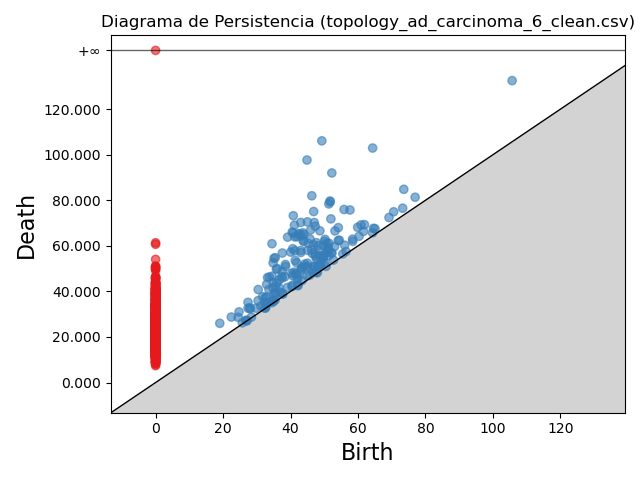 Diagrama de Persistencia (topology_ad_carcinoma_6_clean.csv)
+∞
120.000
100.000
80.000
60.000
40.000
20.000
0.000
Death
0 20 40 60 80 100 120
Birth